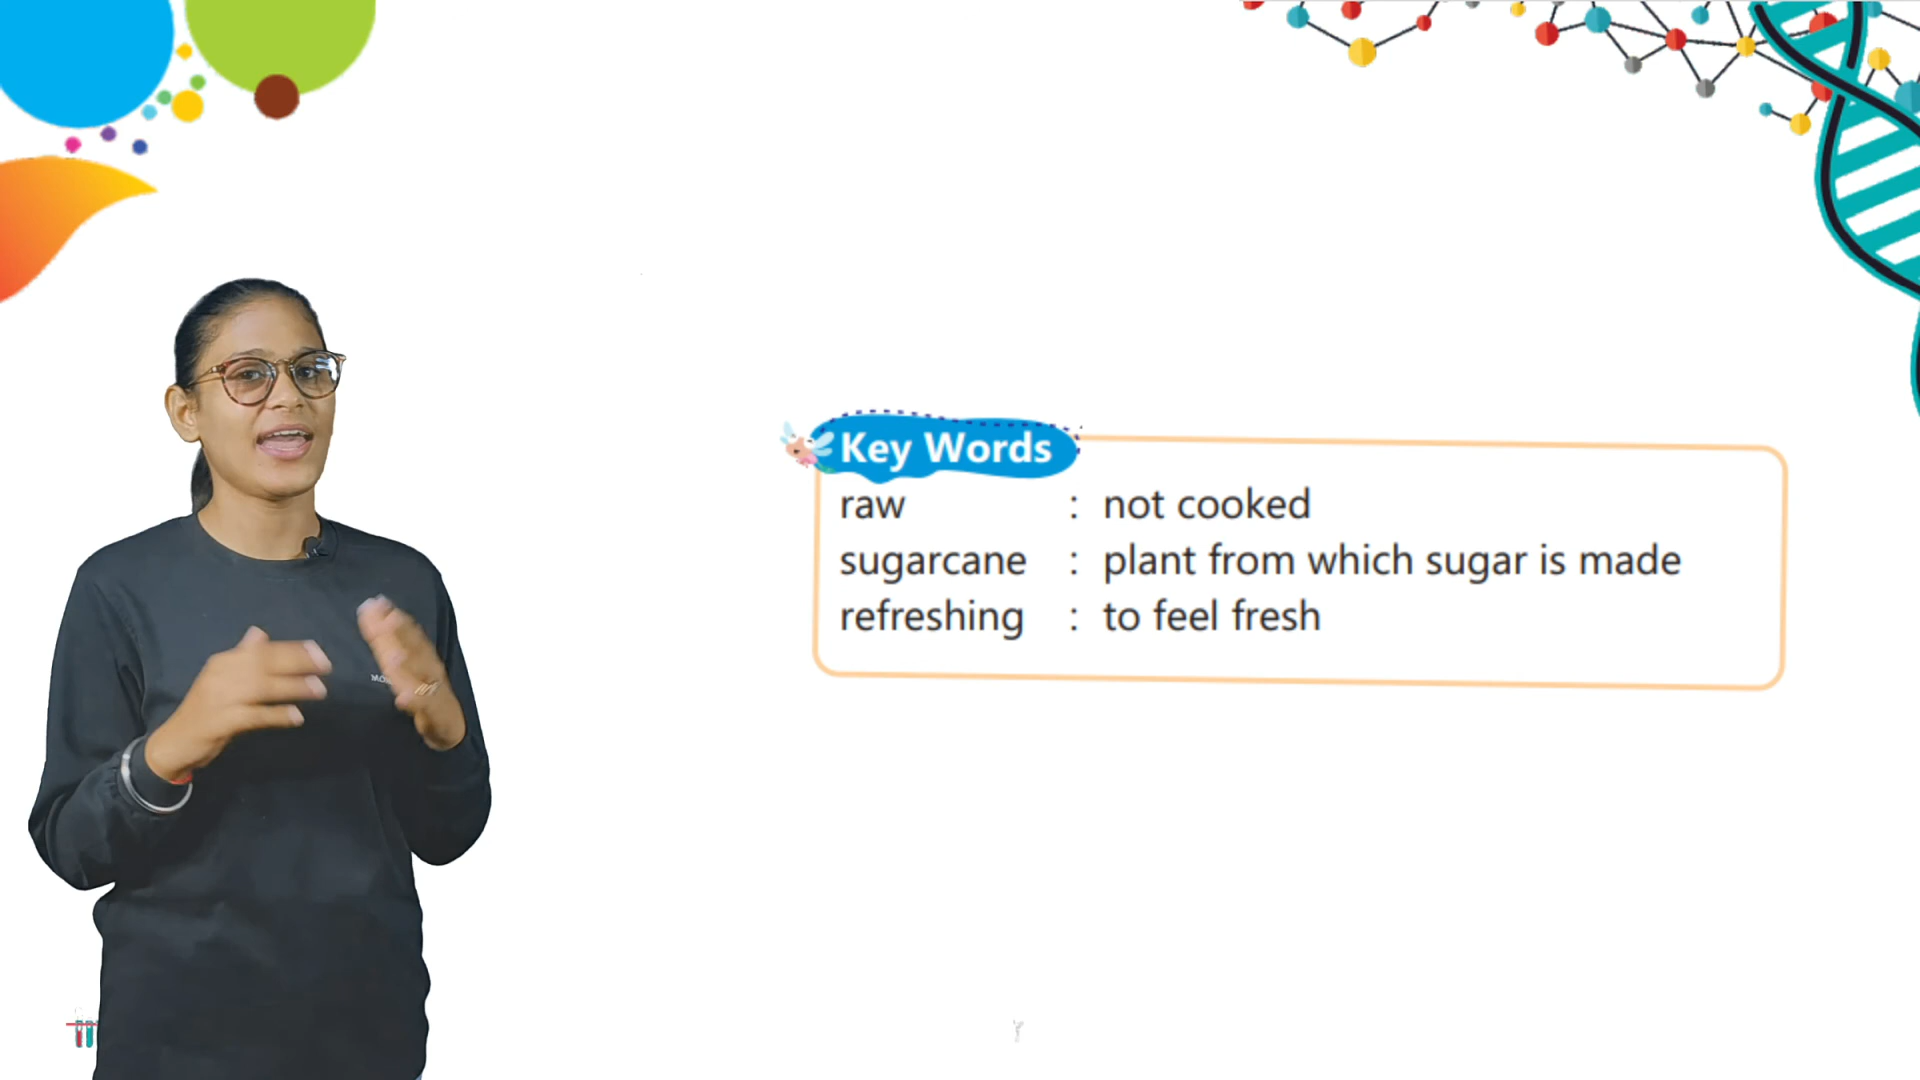 Key Words
raw : not cooked
sugarcane : plant from which sugar is made
refreshing : to feel fresh